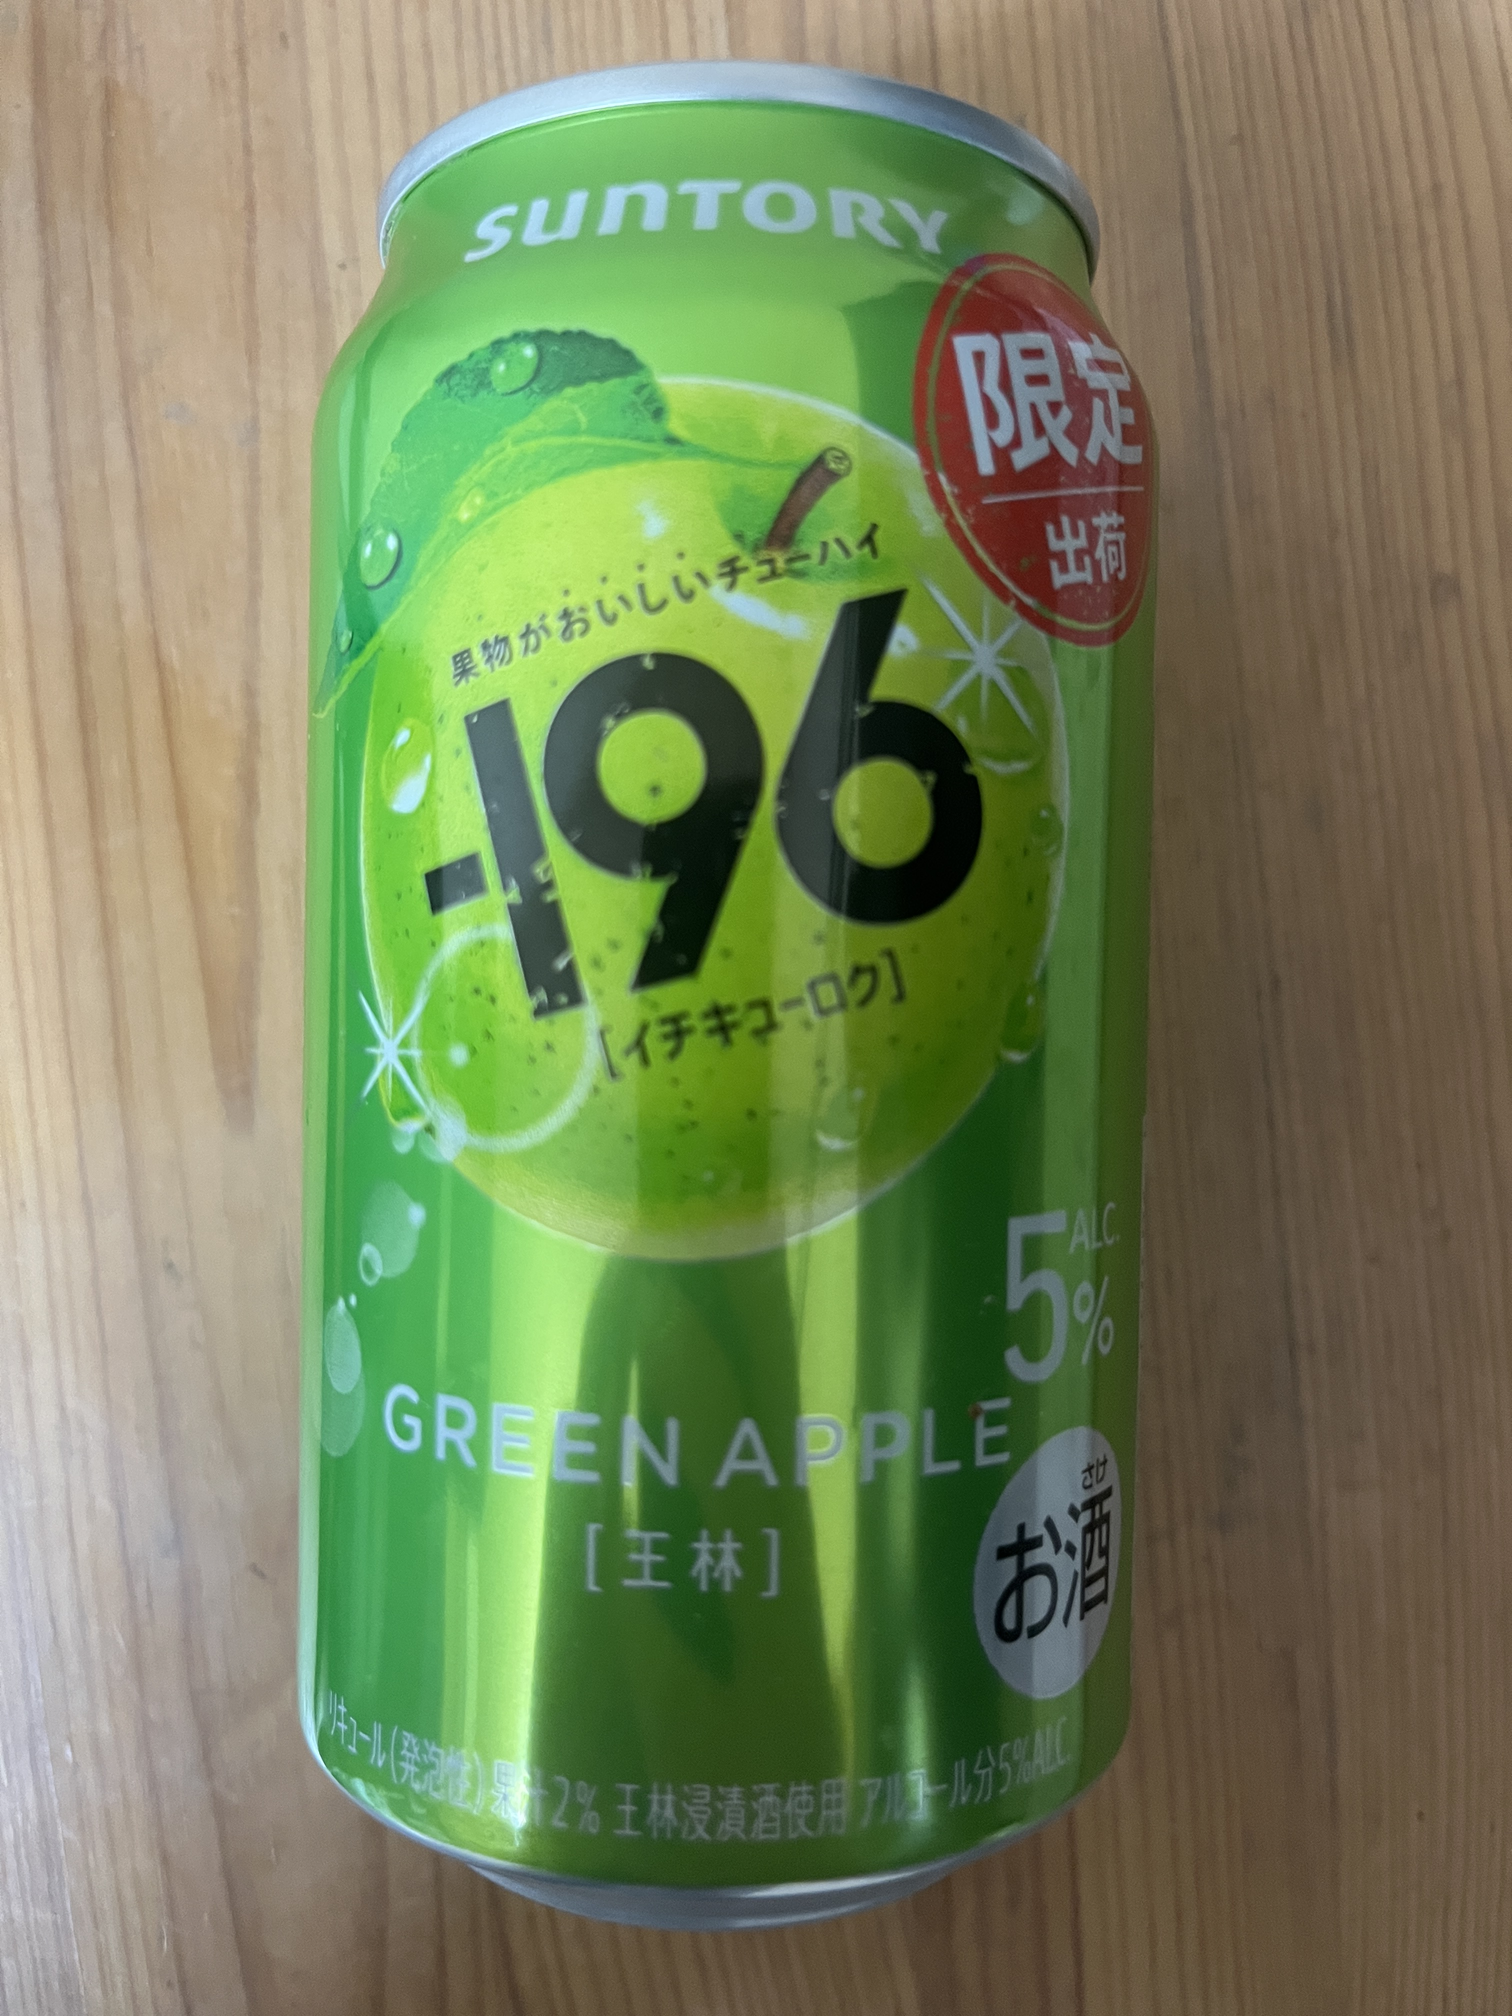 SUNTORY
限定
出荷
果物がおいしいチューハイ
-196
[イチキューロク]
ALC.
5%
GREEN APPLE
[王林]
さけ
お酒
リキュール(発泡性) 果汁2% 王林浸漬酒使用 アルコール分5%ALC.